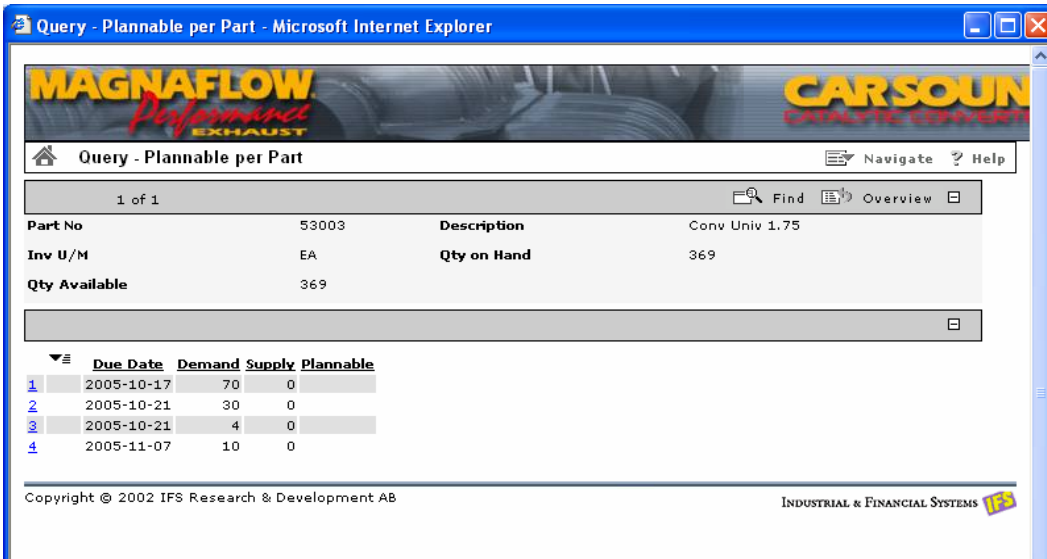 Query - Plannable per Part - Microsoft Internet Explorer
MAGNAFLOW.
Performance
EXHAUST
CAR SOUN
CATALYTIC CONVERTE
Query - Plannable per Part Navigate ? Help
1 of 1 Find Overview
Part No 53003 Description Conv Univ 1.75
Inv U/M EA Qty on Hand 369
Qty Available 369
Due Date Demand Supply Plannable
1 2005-10-17 70 0
2 2005-10-21 30 0
3 2005-10-21 4 0
4 2005-11-07 10 0
Copyright © 2002 IFS Research & Development AB
INDUSTRIAL & FINANCIAL SYSTEMS IFS